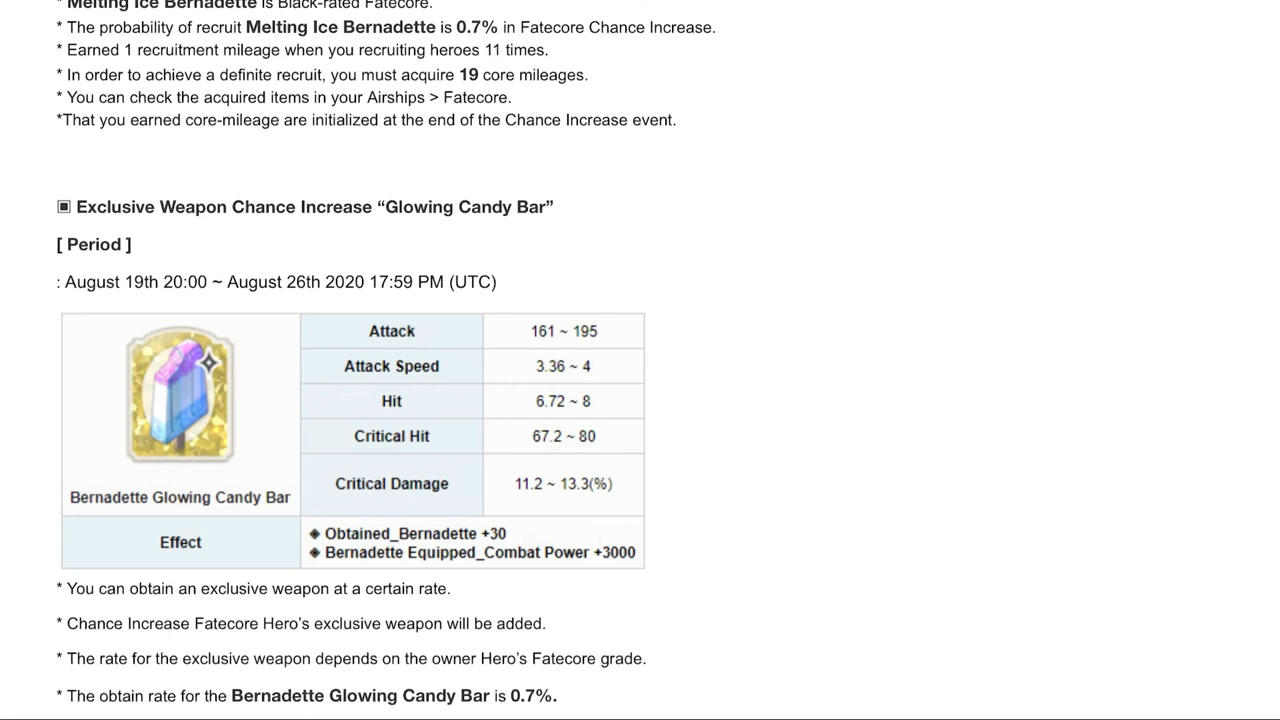 * Melting Ice Bernadette is Black-rated Fatecore.
* The probability of recruit Melting Ice Bernadette is 0.7% in Fatecore Chance Increase.
* Earned 1 recruitment mileage when you recruiting heroes 11 times.
* In order to achieve a definite recruit, you must acquire 19 core mileages.
* You can check the acquired items in your Airships > Fatecore.
*That you earned core-mileage are initialized at the end of the Chance Increase event.
▣ Exclusive Weapon Chance Increase “Glowing Candy Bar”
[ Period ]
: August 19th 20:00 ~ August 26th 2020 17:59 PM (UTC)
Attack 161 ~ 195
Attack Speed 3.36 ~ 4
Hit 6.72 ~ 8
Critical Hit 67.2 ~ 80
Critical Damage 11.2 ~ 13.3(%)
Bernadette Glowing Candy Bar
Effect
◈ Obtained_Bernadette +30
◈ Bernadette Equipped_Combat Power +3000
* You can obtain an exclusive weapon at a certain rate.
* Chance Increase Fatecore Hero’s exclusive weapon will be added.
* The rate for the exclusive weapon depends on the owner Hero’s Fatecore grade.
* The obtain rate for the Bernadette Glowing Candy Bar is 0.7%.